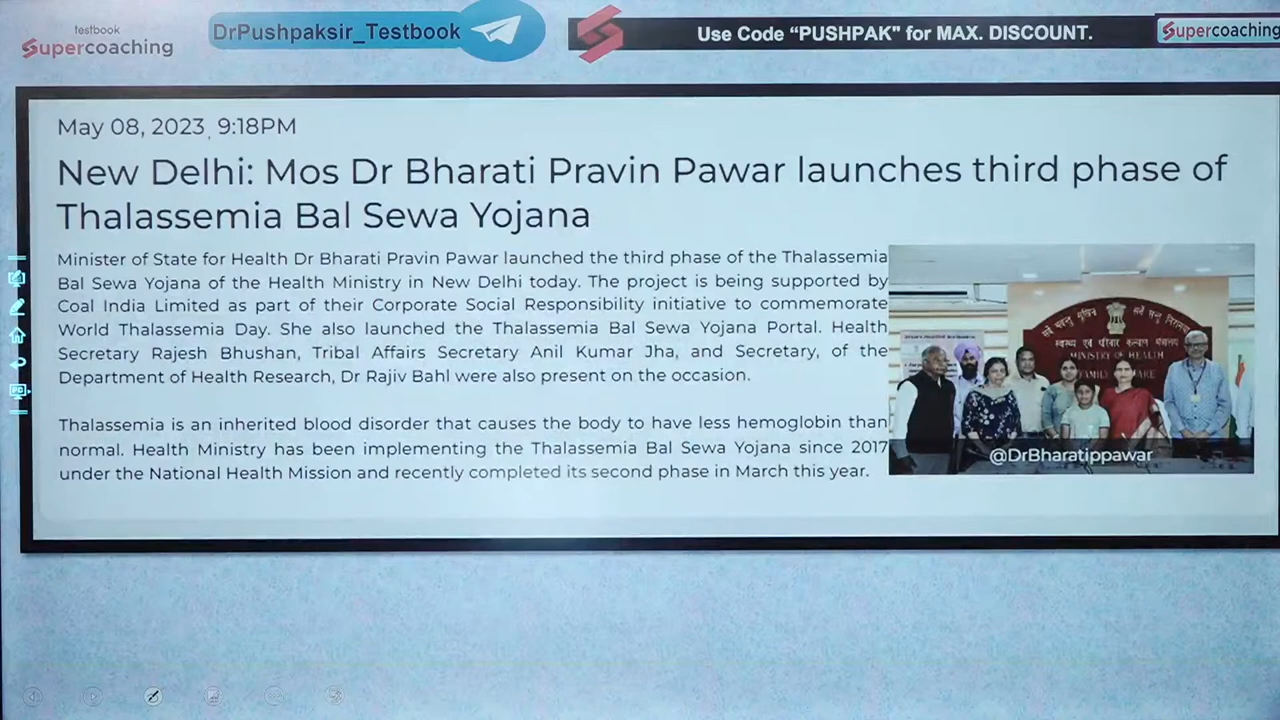 testbook
Supercoaching
DrPushpaksir_Testbook
Use Code “PUSHPAK” for MAX. DISCOUNT.
Supercoaching
May 08, 2023, 9:18PM
New Delhi: Mos Dr Bharati Pravin Pawar launches third phase of
Thalassemia Bal Sewa Yojana
Minister of State for Health Dr Bharati Pravin Pawar launched the third phase of the Thalassemia
Bal Sewa Yojana of the Health Ministry in New Delhi today. The project is being supported by
Coal India Limited as part of their Corporate Social Responsibility initiative to commemorate
World Thalassemia Day. She also launched the Thalassemia Bal Sewa Yojana Portal. Health
Secretary Rajesh Bhushan, Tribal Affairs Secretary Anil Kumar Jha, and Secretary, of the
Department of Health Research, Dr Rajiv Bahl were also present on the occasion.
Thalassemia is an inherited blood disorder that causes the body to have less hemoglobin than
normal. Health Ministry has been implementing the Thalassemia Bal Sewa Yojana since 2017
under the National Health Mission and recently completed its second phase in March this year.
MINISTRY OF HEALTH
@DrBharatippawar